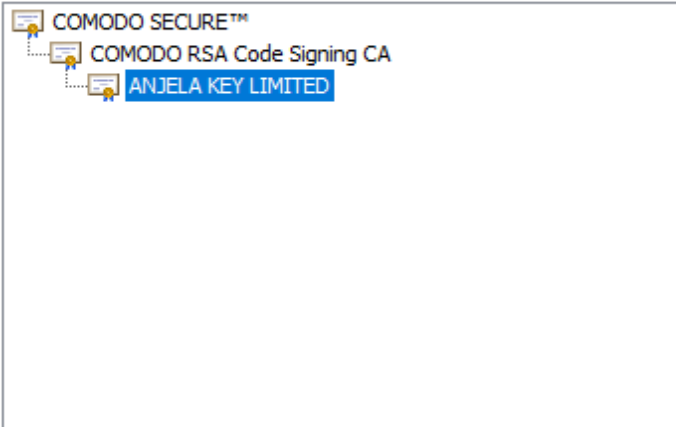 COMODO SECURE™
COMODO RSA Code Signing CA
ANJELA KEY LIMITED